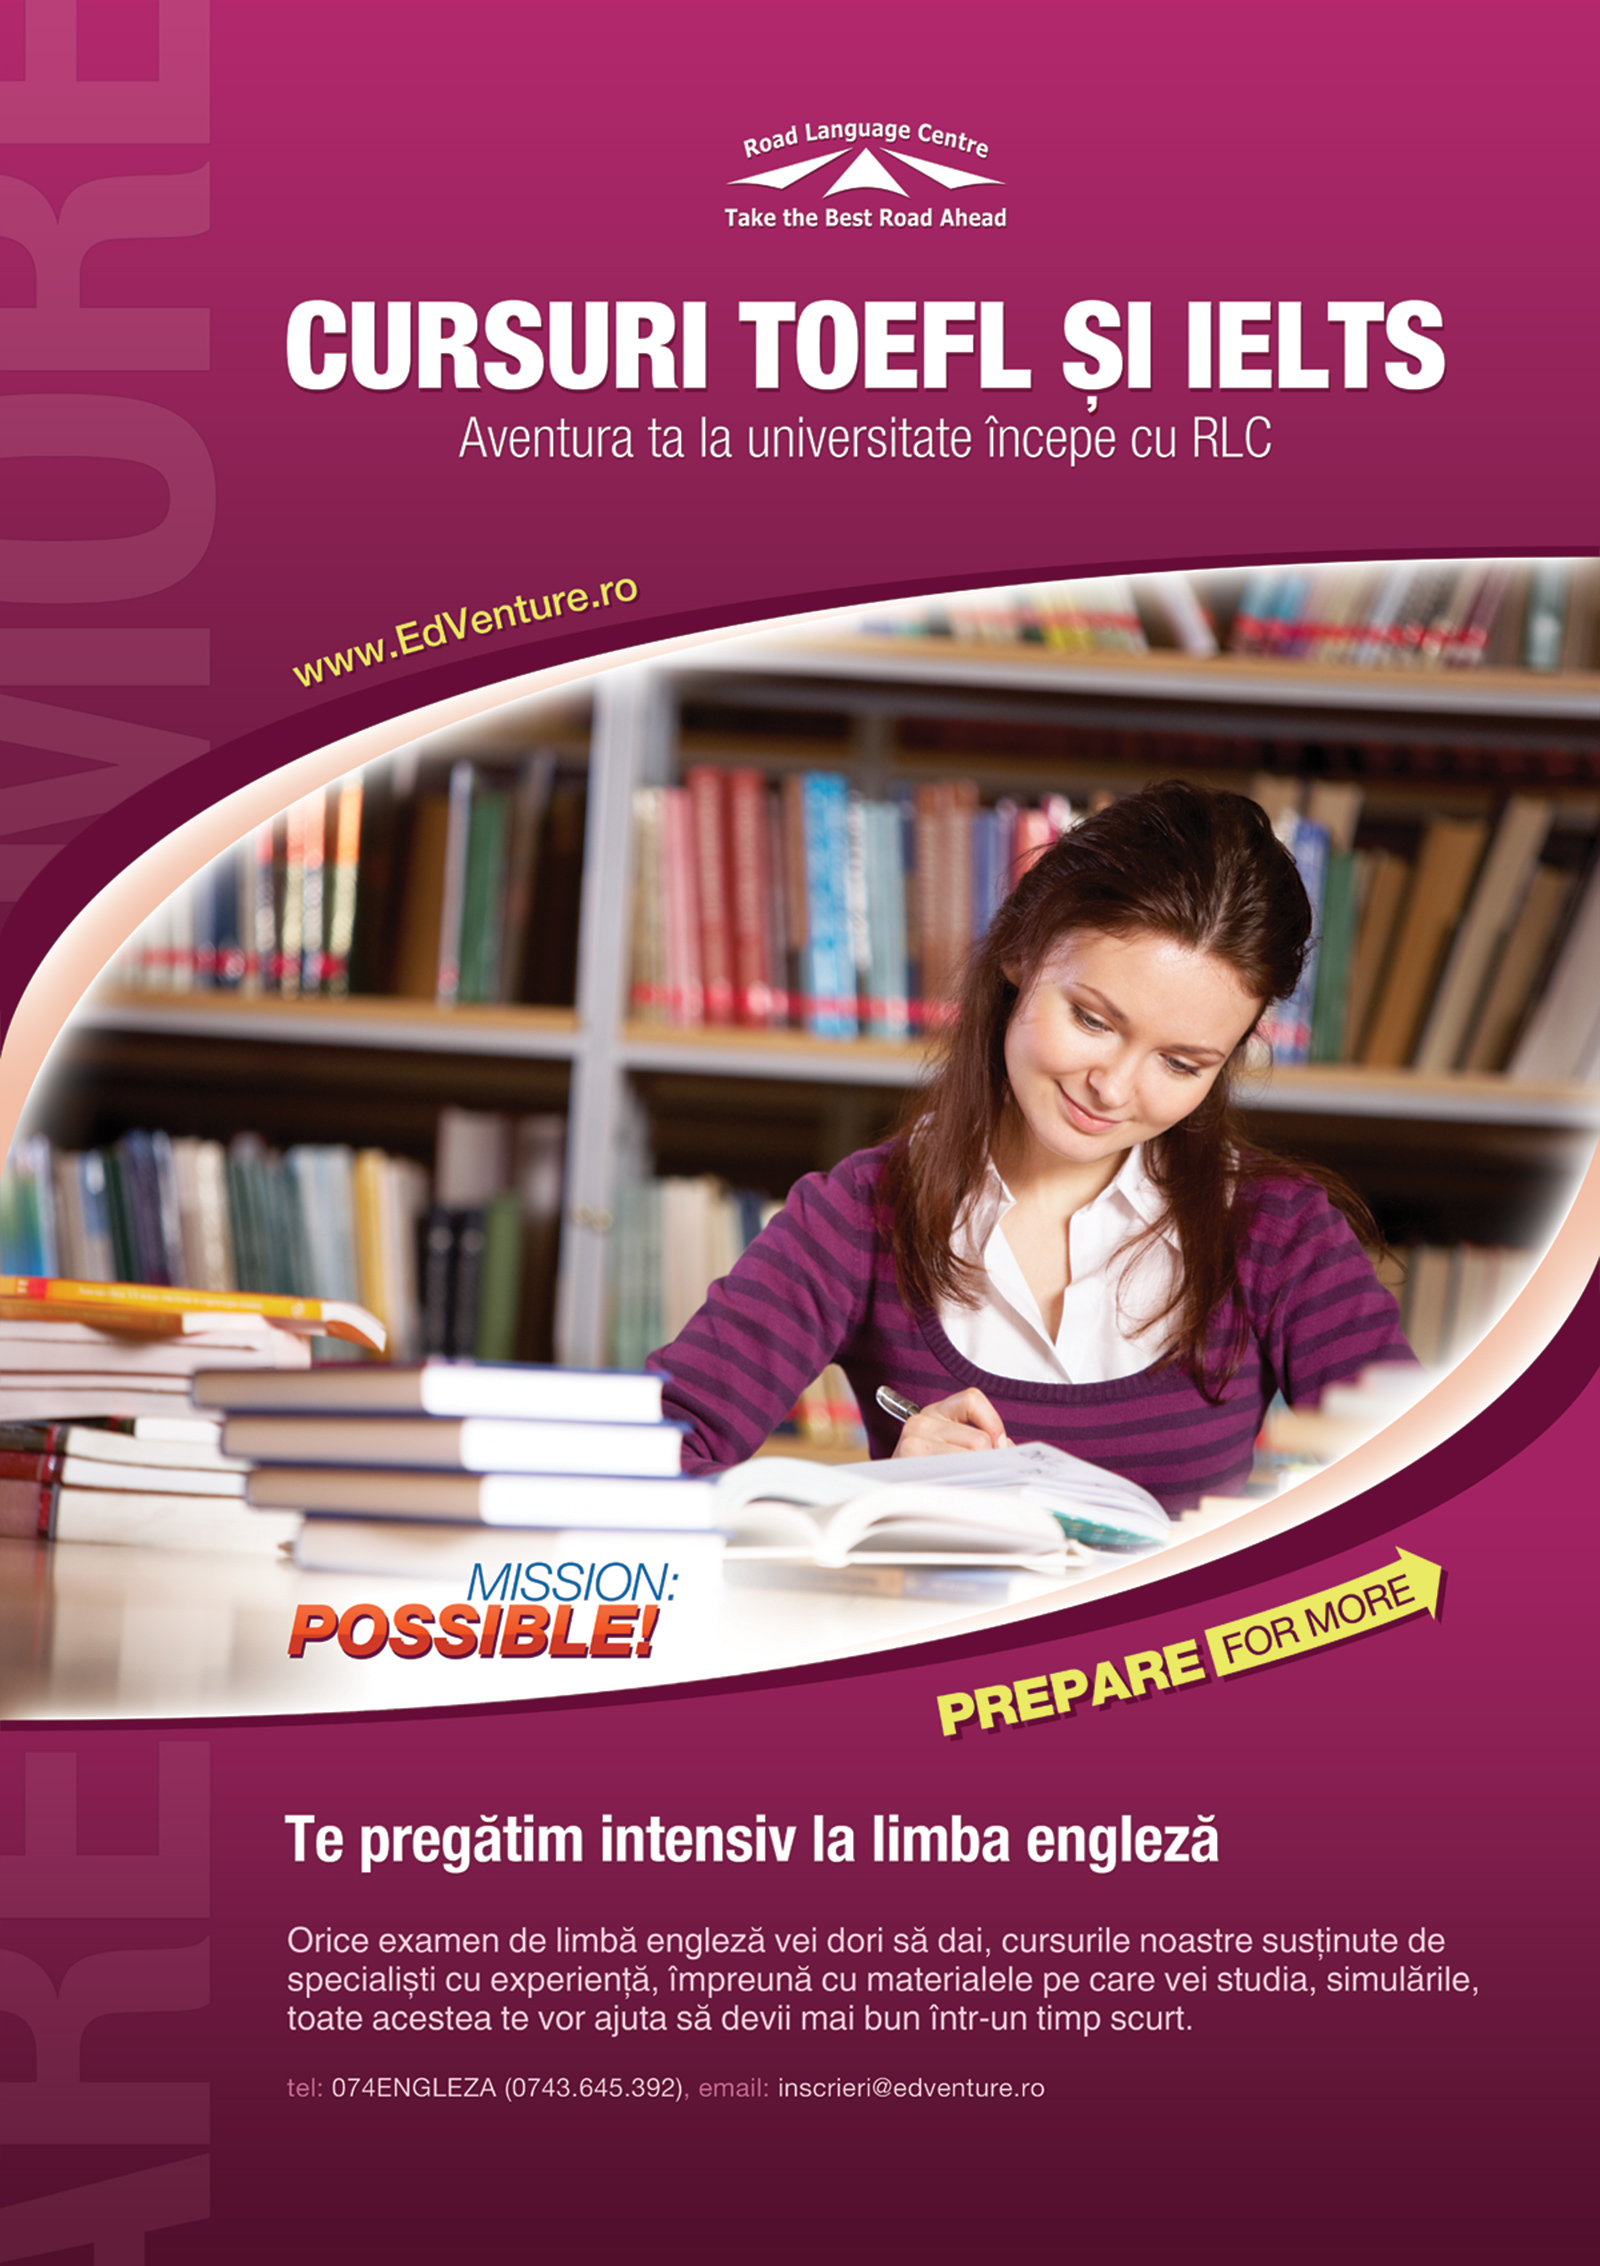 Road Language Centre
Take the Best Road Ahead
CURSURI TOEFL ȘI IELTS
Aventura ta la universitate începe cu RLC
www.EdVenture.ro
MISSION:
POSSIBLE!
PREPARE FOR MORE
Te pregătim intensiv la limba engleză
Orice examen de limbă engleză vei dori să dai, cursurile noastre susținute de
specialiști cu experiență, împreună cu materialele pe care vei studia, simulările,
toate acestea te vor ajuta să devii mai bun într-un timp scurt.
tel: 074ENGLEZA (0743.645.392), email: inscrieri@edventure.ro